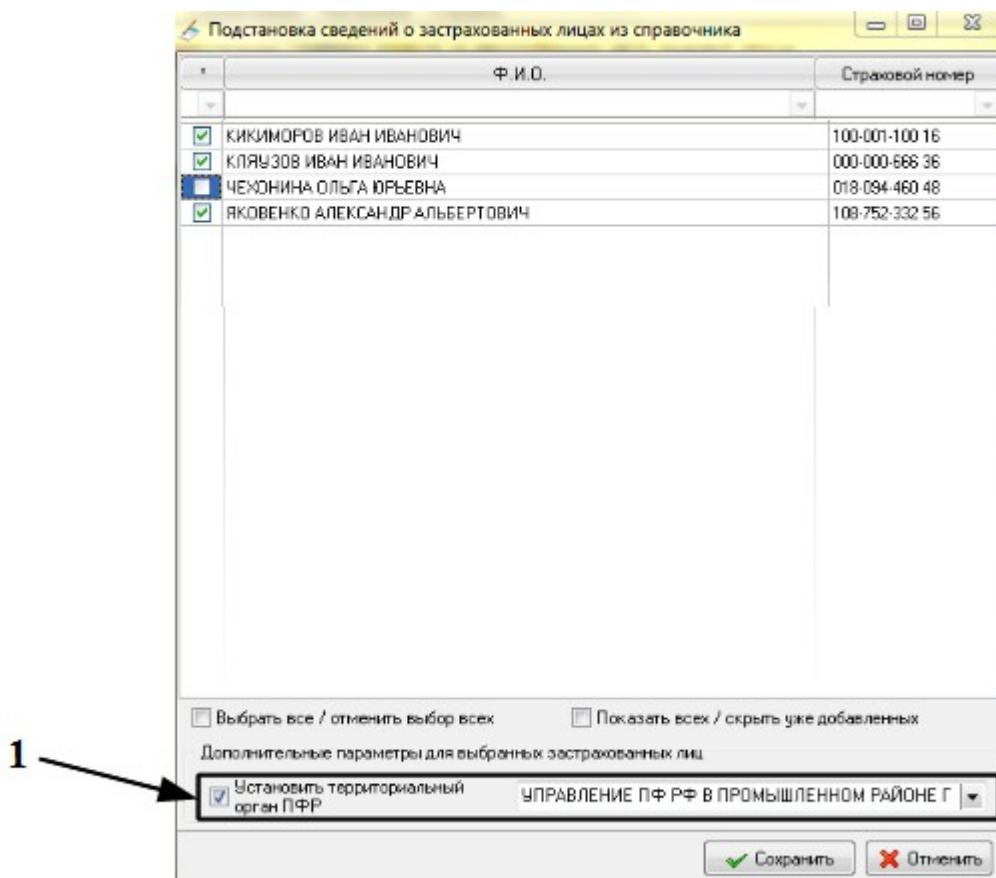 Подстановка сведений о застрахованных лицах из справочника
* Ф.И.О. Страховой номер
КИКИМОРОВ ИВАН ИВАНОВИЧ 100-001-100 16
КЛЯУЗОВ ИВАН ИВАНОВИЧ 000-000-666 36
ЧЕХОНИНА ОЛЬГА ЮРЬЕВНА 018-094-460 48
ЯКОВЕНКО АЛЕКСАНДР АЛЬБЕРТОВИЧ 108-752-332 56
Выбрать все / отменить выбор всех Показать всех / скрыть уже добавленных
Дополнительные параметры для выбранных застрахованных лиц
1
Установить территориальный
орган ПФР УПРАВЛЕНИЕ ПФ РФ В ПРОМЫШЛЕННОМ РАЙОНЕ Г
Сохранить Отменить